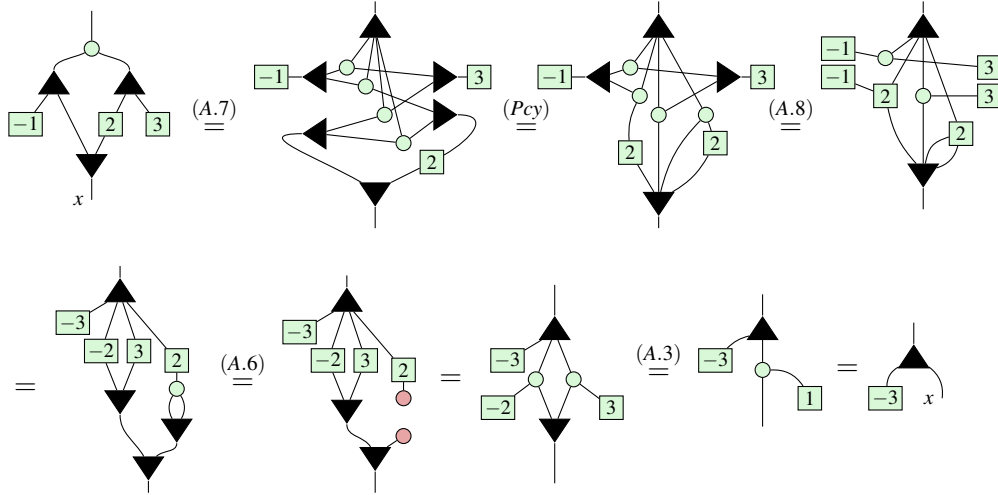 −1 2 3 x (A.7) = −1 3 2 (Pcy) = −1 3 2 2 (A.8) = −1 −1 2 3 3 2
= −3 −2 3 2 (A.6) = −3 −2 3 2 = −3 −2 3 (A.3) = −3 1 = −3 x